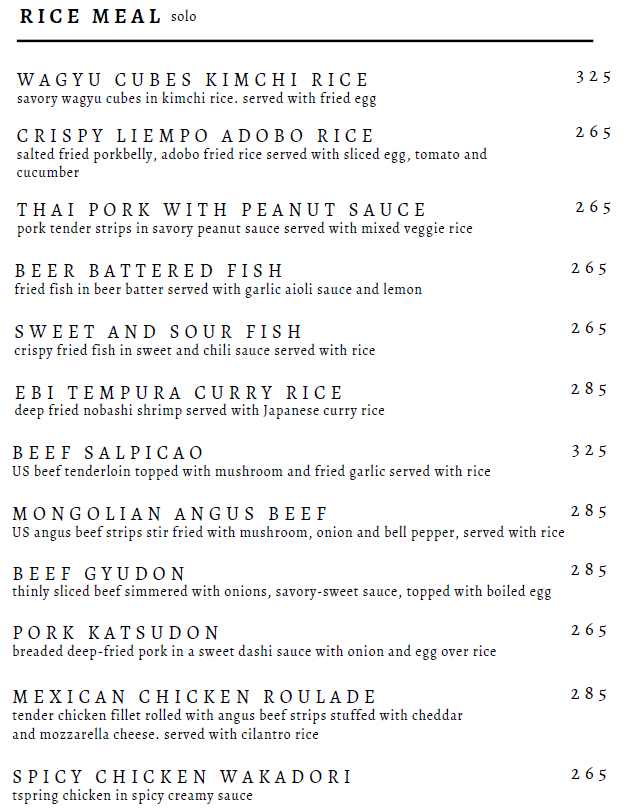 RICE MEAL solo
WAGYU CUBES KIMCHI RICE 325
savory wagyu cubes in kimchi rice. served with fried egg
CRISPY LIEMPO ADOBO RICE 265
salted fried porkbelly, adobo fried rice served with sliced egg, tomato and
cucumber
THAI PORK WITH PEANUT SAUCE 265
pork tender strips in savory peanut sauce served with mixed veggie rice
BEER BATTERED FISH 265
fried fish in beer batter served with garlic aioli sauce and lemon
SWEET AND SOUR FISH 265
crispy fried fish in sweet and chili sauce served with rice
EBI TEMPURA CURRY RICE 285
deep fried nobashi shrimp served with Japanese curry rice
BEEF SALPICAO 325
US beef tenderloin topped with mushroom and fried garlic served with rice
MONGOLIAN ANGUS BEEF 285
US angus beef strips stir fried with mushroom, onion and bell pepper, served with rice
BEEF GYUDON 285
thinly sliced beef simmered with onions, savory-sweet sauce, topped with boiled egg
PORK KATSUDON 265
breaded deep-fried pork in a sweet dashi sauce with onion and egg over rice
MEXICAN CHICKEN ROULADE 285
tender chicken fillet rolled with angus beef strips stuffed with cheddar
and mozzarella cheese. served with cilantro rice
SPICY CHICKEN WAKADORI 265
tspring chicken in spicy creamy sauce